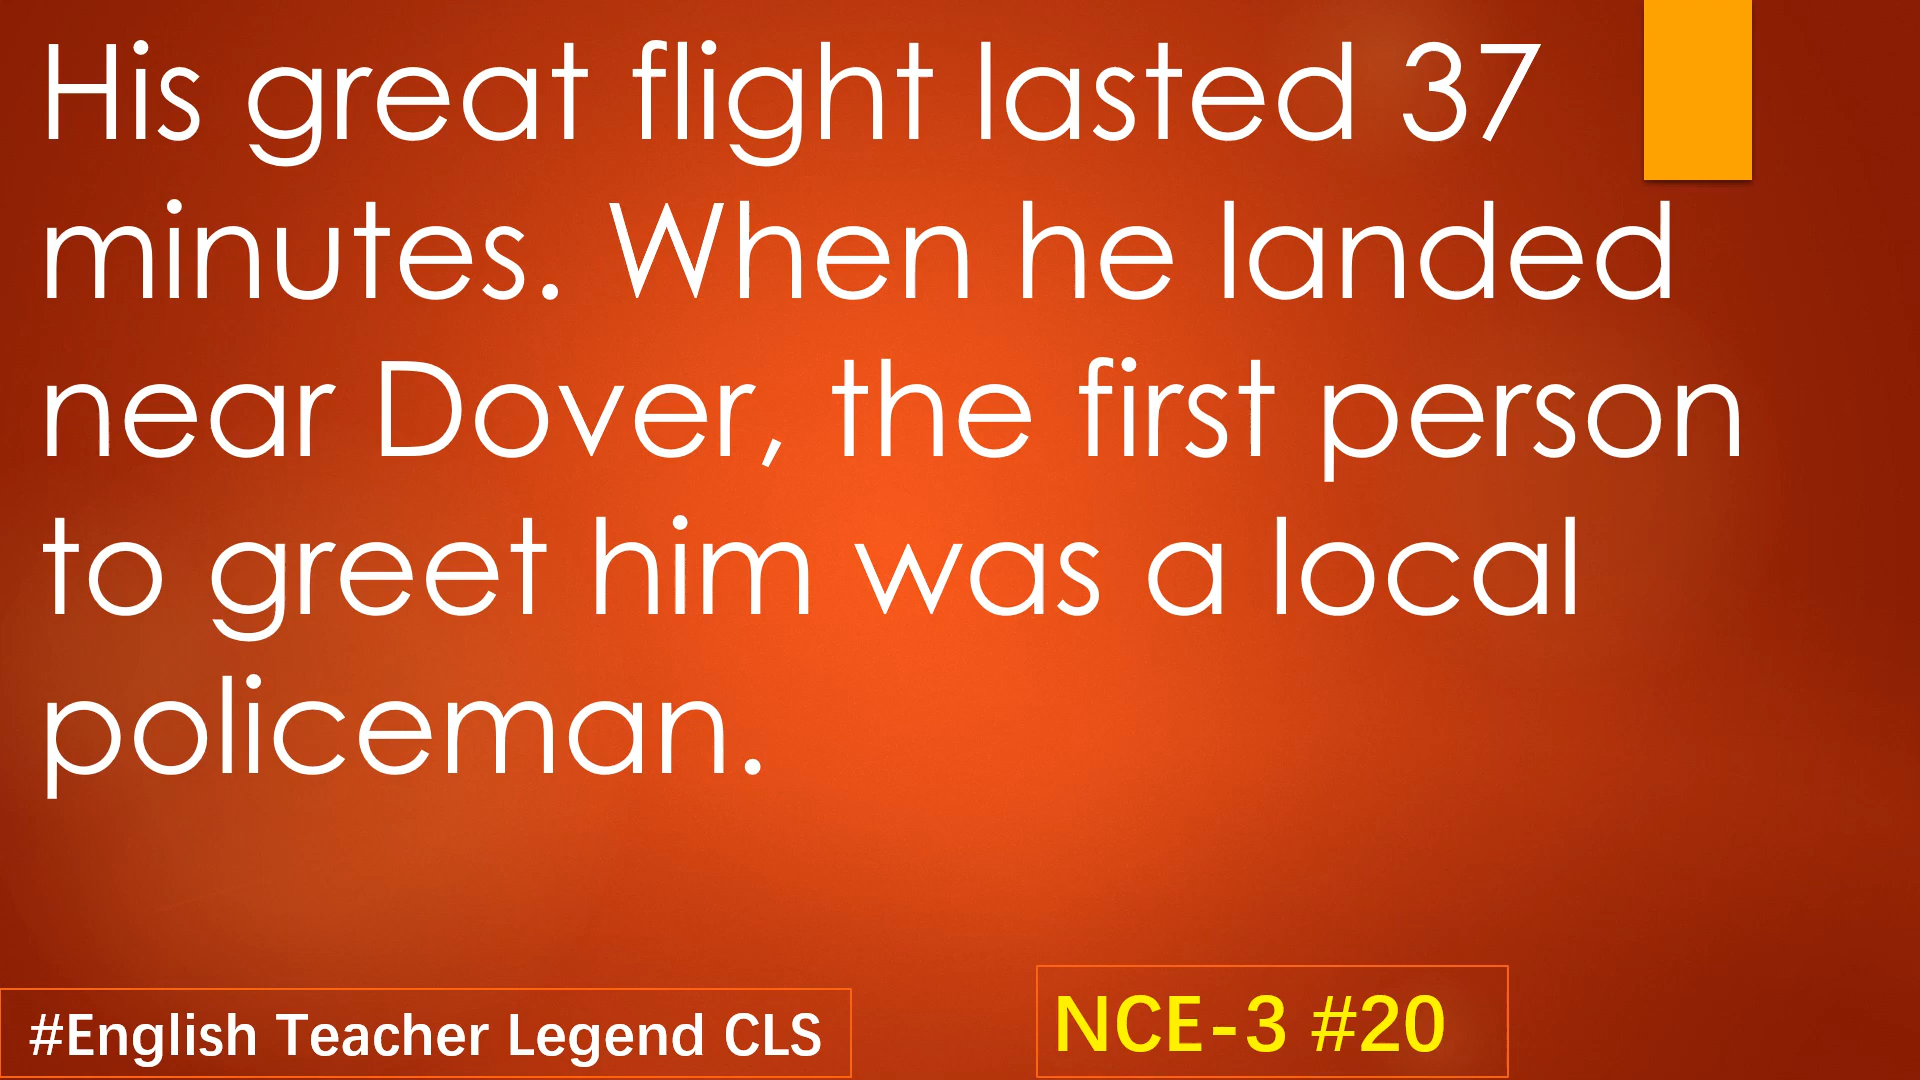 His great flight lasted 37
minutes. When he landed
near Dover, the first person
to greet him was a local
policeman.
#English Teacher Legend CLS
NCE-3 #20